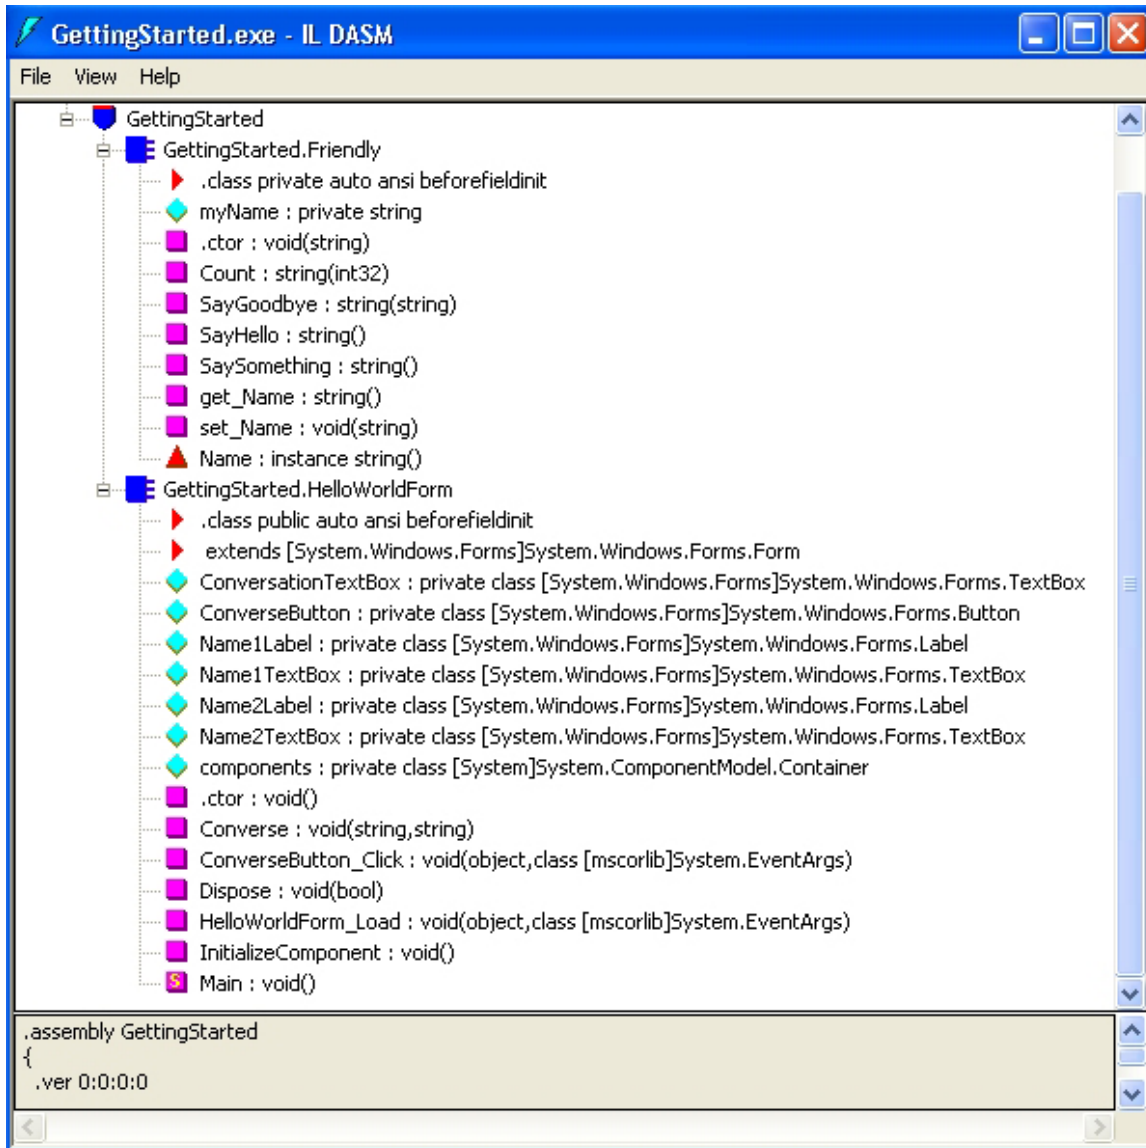 GettingStarted.exe - IL DASM
File View Help
GettingStarted
GettingStarted.Friendly
.class private auto ansi beforefieldinit
myName : private string
.ctor : void(string)
Count : string(int32)
SayGoodbye : string(string)
SayHello : string()
SaySomething : string()
get_Name : string()
set_Name : void(string)
Name : instance string()
GettingStarted.HelloWorldForm
.class public auto ansi beforefieldinit
extends [System.Windows.Forms]System.Windows.Forms.Form
ConversationTextBox : private class [System.Windows.Forms]System.Windows.Forms.TextBox
ConverseButton : private class [System.Windows.Forms]System.Windows.Forms.Button
Name1Label : private class [System.Windows.Forms]System.Windows.Forms.Label
Name1TextBox : private class [System.Windows.Forms]System.Windows.Forms.TextBox
Name2Label : private class [System.Windows.Forms]System.Windows.Forms.Label
Name2TextBox : private class [System.Windows.Forms]System.Windows.Forms.TextBox
components : private class [System]System.ComponentModel.Container
.ctor : void()
Converse : void(string,string)
ConverseButton_Click : void(object,class [mscorlib]System.EventArgs)
Dispose : void(bool)
HelloWorldForm_Load : void(object,class [mscorlib]System.EventArgs)
InitializeComponent : void()
S Main : void()
.assembly GettingStarted
{
.ver 0:0:0:0